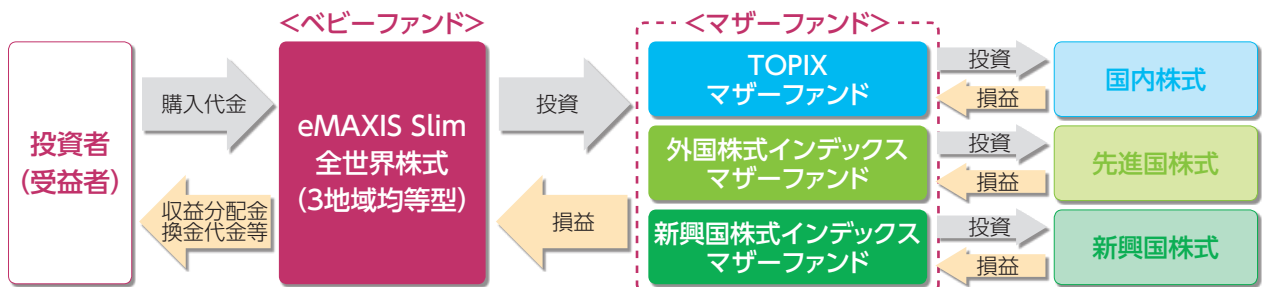 <ベビーファンド>
<マザーファンド>
投資者
(受益者)
購入代金
収益分配金
換金代金等
eMAXIS Slim
全世界株式
(3地域均等型)
投資
損益
TOPIX
マザーファンド
投資
損益
国内株式
外国株式インデックス
マザーファンド
投資
損益
先進国株式
新興国株式インデックス
マザーファンド
投資
損益
新興国株式